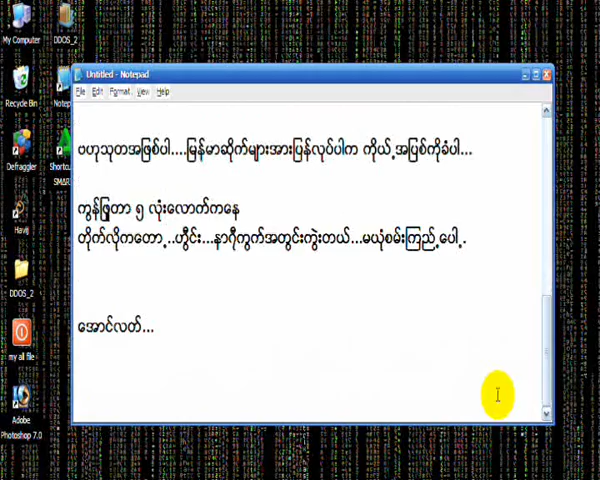 My Computer
DDOS_2
Recycle Bin
Notep
Defraggler
Shortc
SMAR
Havij
DDOS_2
my all file
Adobe
Photoshop 7.0
Untitled - Notepad
File Edit Format View Help
ဗဟုသုတအဖြစ်ပါ....မြန်မာဆိုက်များအားပြန်လုပ်ပါက ကိုယ့်အပြစ်ကိုခံပါ...
ကွန်ဖြူတာ ၅ လုံးလောက်ကနေ
တိုက်လိုကတော့..ဟွီင်း...နာဂီကွက်အတွင်းကွဲးတယ်...မယုံစမ်းကြည့်ပေါ့.
အောင်လတ်...